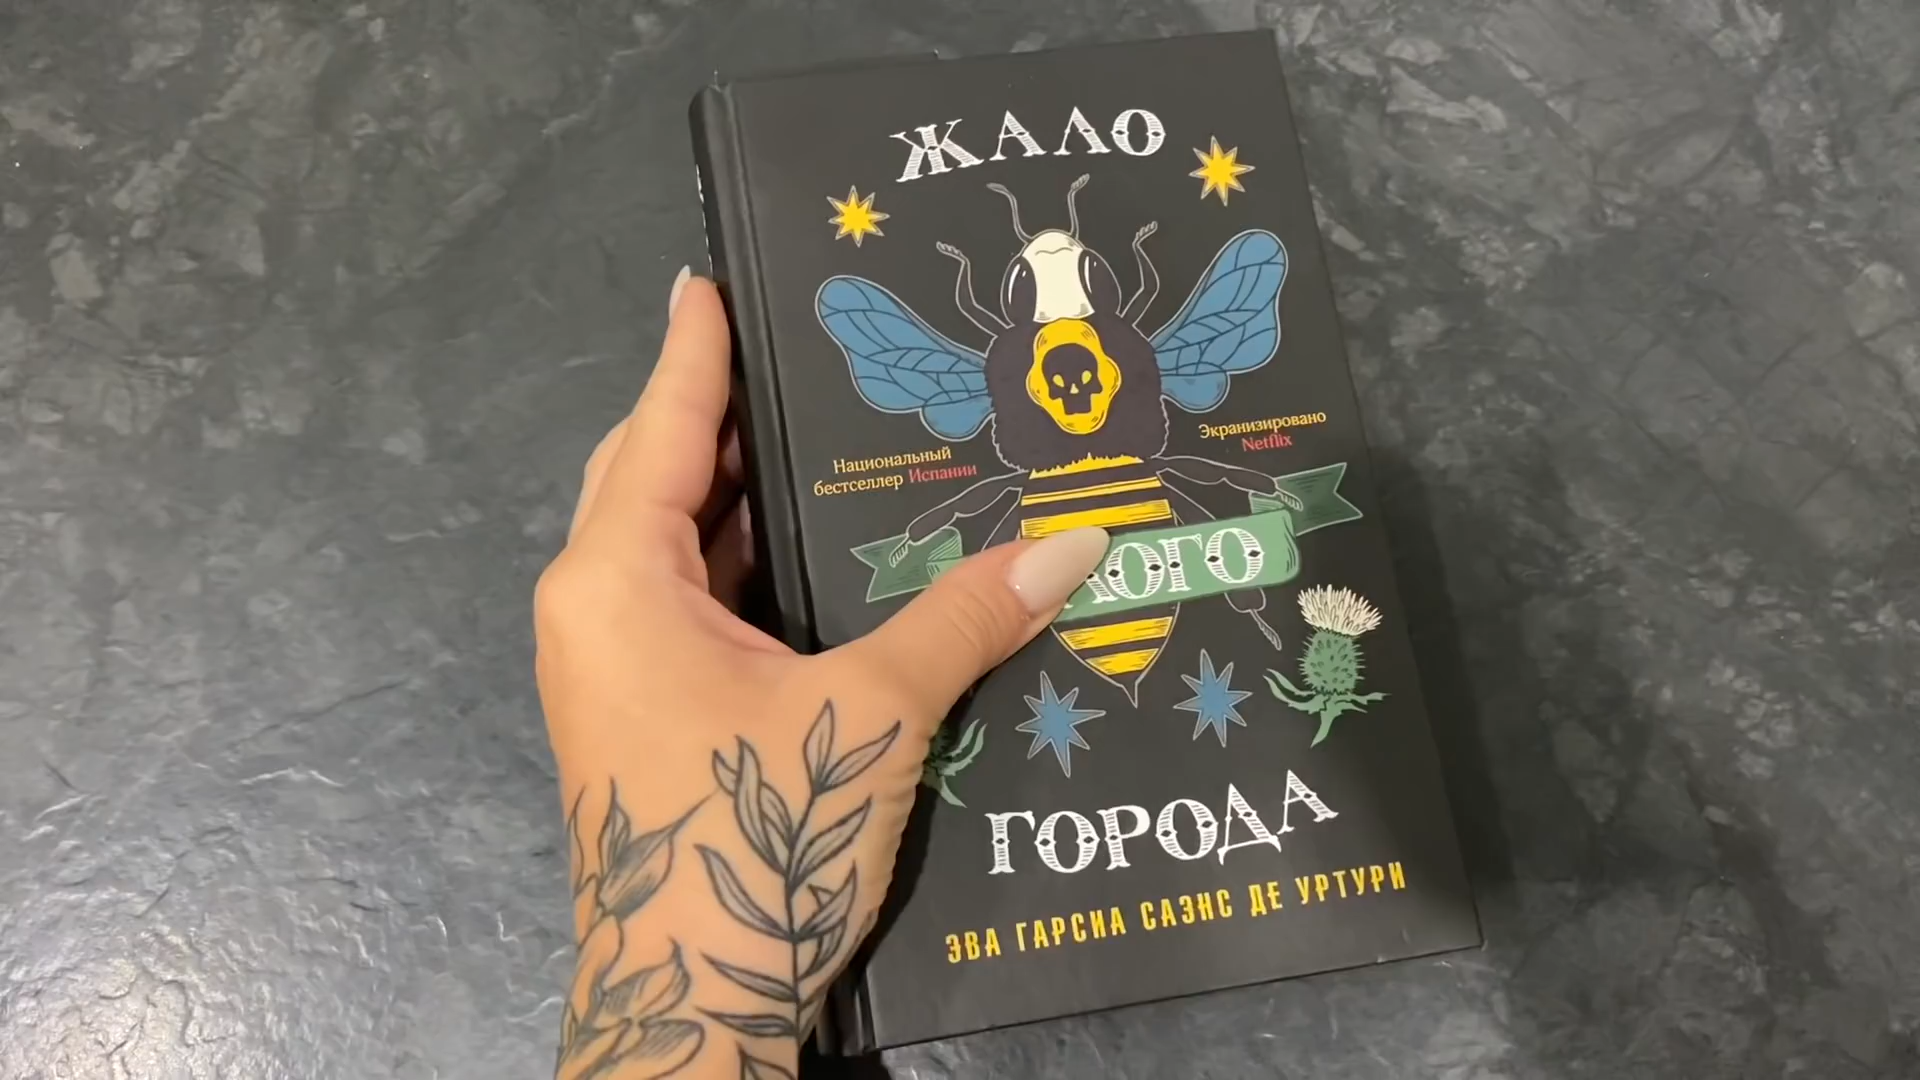 ЖАЛО
Национальный
бестселлер Испании
Экранизировано
Netflix
ГОРОДА
ЭВА ГАРСИА САЭНС ДЕ УРТУРИ